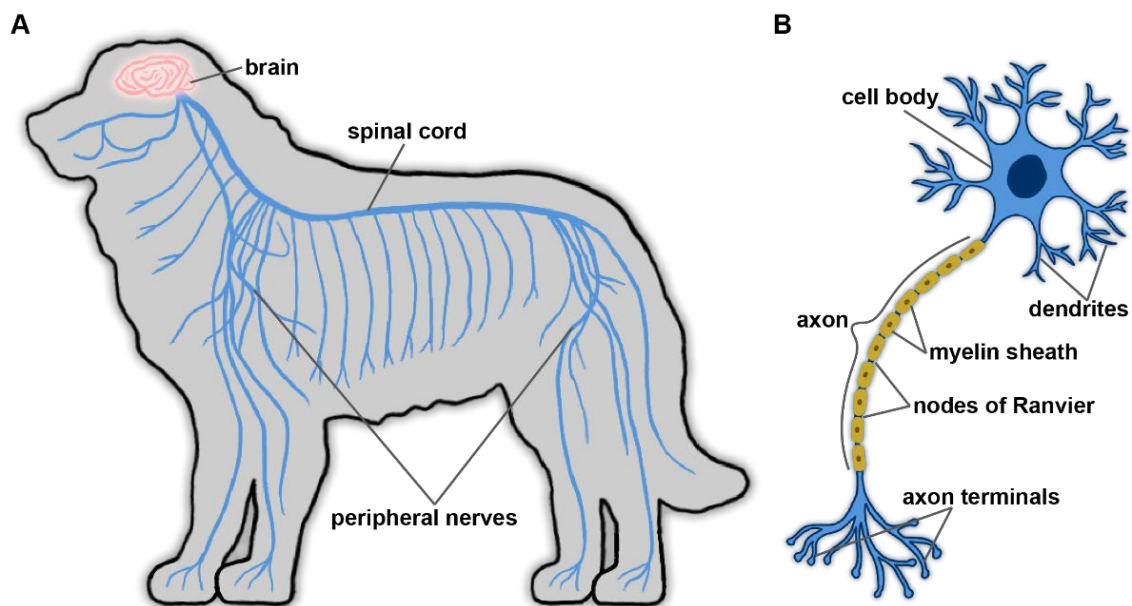 A
brain
spinal cord
peripheral nerves
B
cell body
dendrites
axon
myelin sheath
nodes of Ranvier
axon terminals